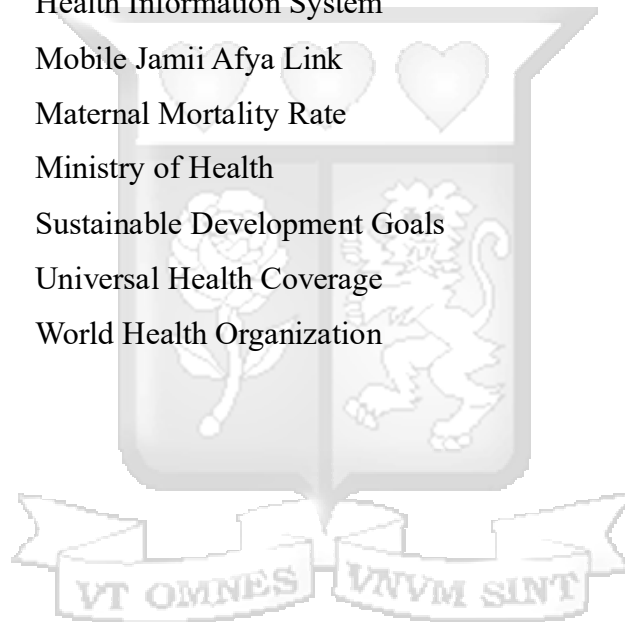 Health Information System
Mobile Jamii Afya Link
Maternal Mortality Rate
Ministry of Health
Sustainable Development Goals
Universal Health Coverage
World Health Organization
VT OMNES VNVM SINT